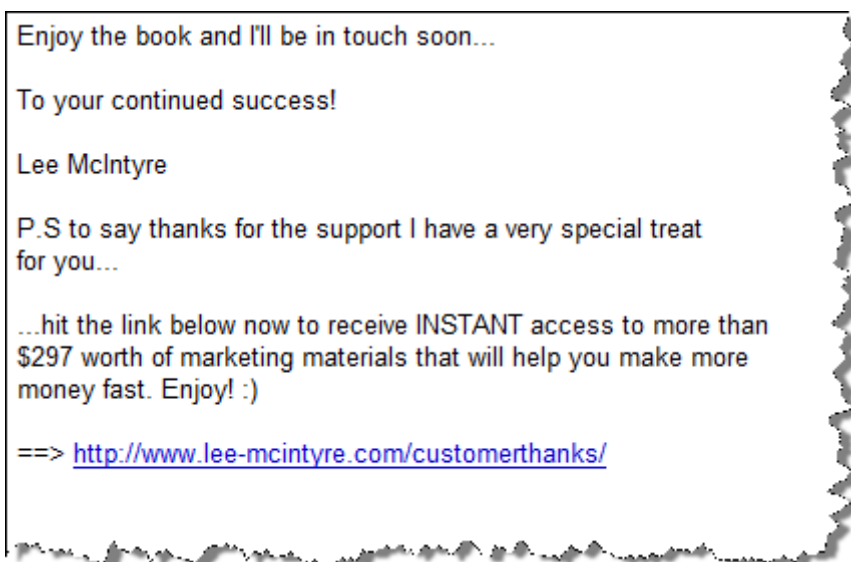 Enjoy the book and I'll be in touch soon...
To your continued success!
Lee McIntyre
P.S to say thanks for the support I have a very special treat
for you...
...hit the link below now to receive INSTANT access to more than
$297 worth of marketing materials that will help you make more
money fast. Enjoy! :)
==> http://www.lee-mcintyre.com/customerthanks/